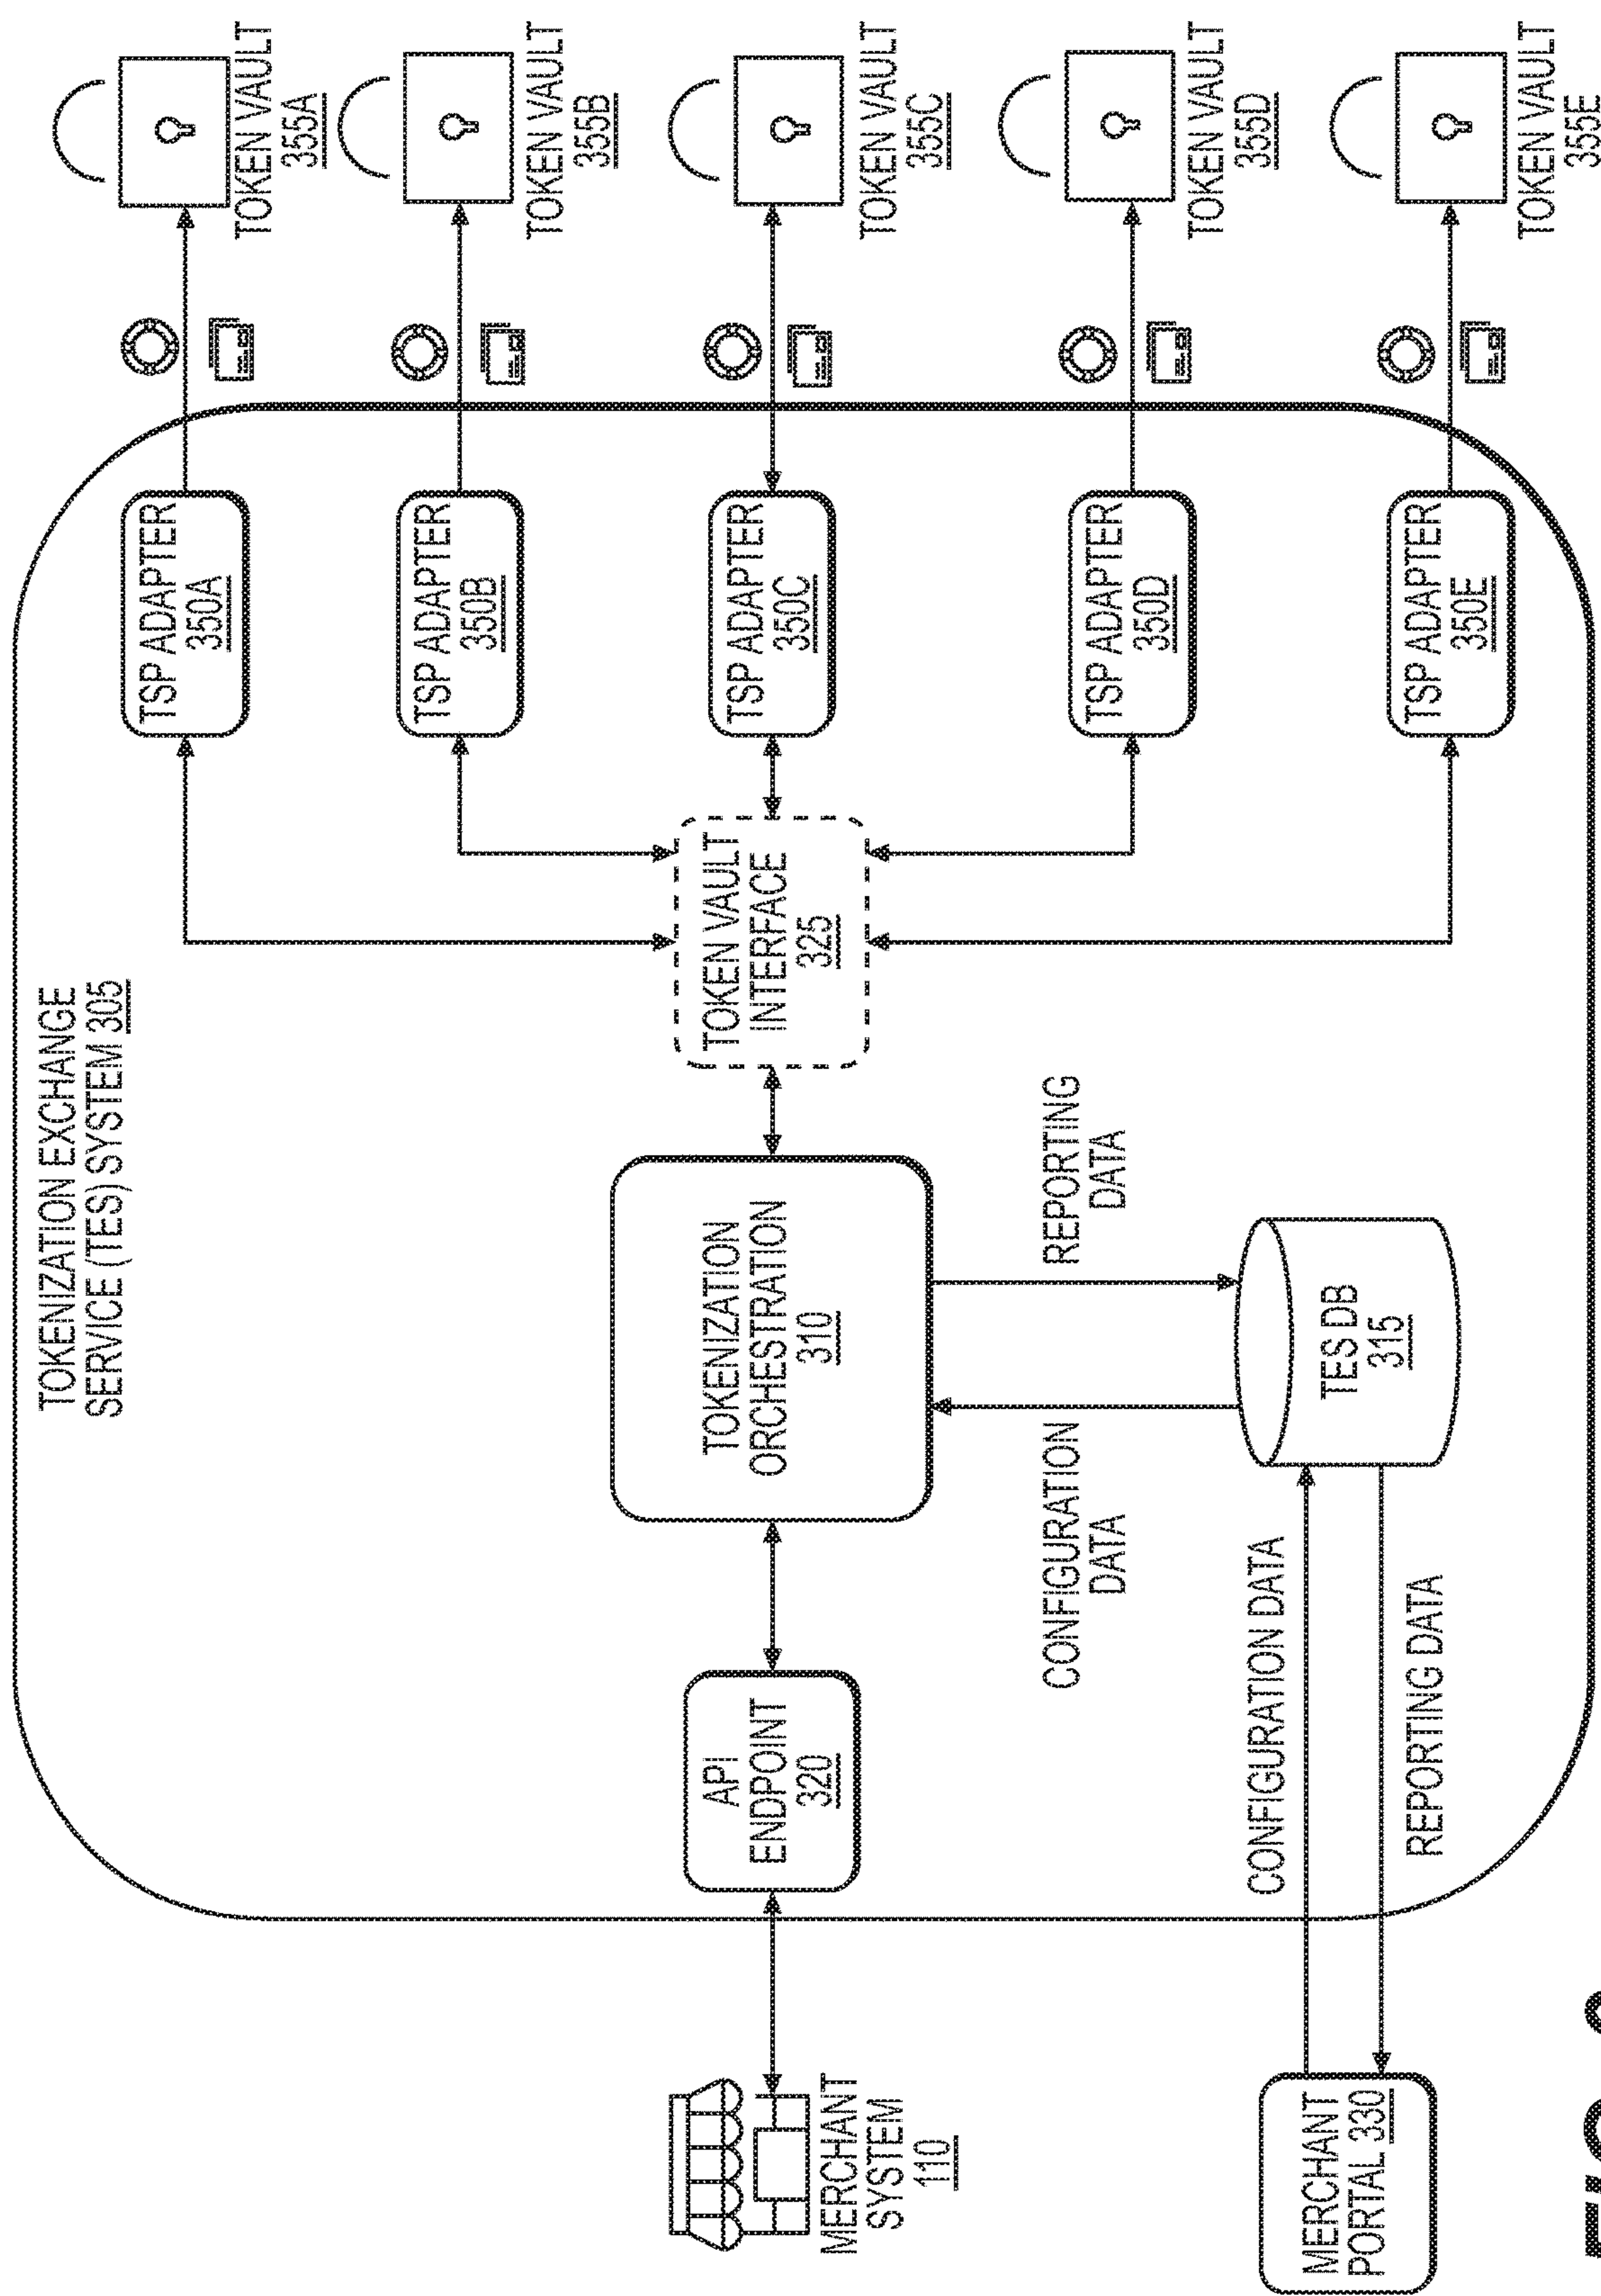 TOKENIZATION EXCHANGE
SERVICE (TES) SYSTEM 305
MERCHANT
SYSTEM
110
API
ENDPOINT
320
TOKENIZATION
ORCHESTRATION
310
TOKEN VAULT
INTERFACE
325
TSP ADAPTER
350A
TOKEN VAULT
355A
TSP ADAPTER
350B
TOKEN VAULT
355B
TSP ADAPTER
350C
TOKEN VAULT
355C
TSP ADAPTER
350D
TOKEN VAULT
355D
TSP ADAPTER
350E
TOKEN VAULT
355E
CONFIGURATION
DATA
REPORTING
DATA
TES DB
315
CONFIGURATION DATA
REPORTING DATA
MERCHANT
PORTAL 330